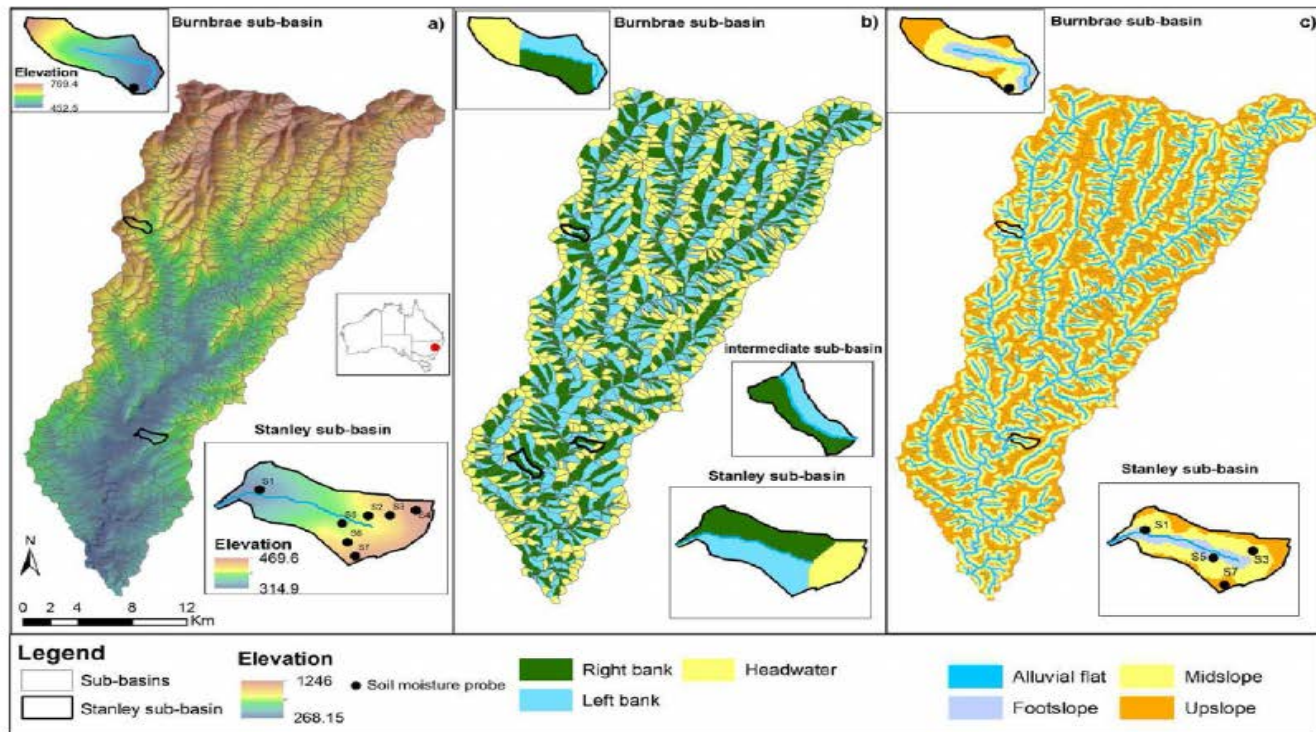 Burnbrae sub-basin
a)
Elevation
769.4
452.5
Stanley sub-basin
S1
S2
S3
S4
S5
S6
S7
Elevation
469.6
314.9
N
0 2 4 8 12
Km
Burnbrae sub-basin
b)
intermediate sub-basin
Stanley sub-basin
Burnbrae sub-basin
c)
Stanley sub-basin
S1
S5
S3
S7
Legend
Sub-basins
Stanley sub-basin
Elevation
1246
268.15
Soil moisture probe
Right bank
Headwater
Left bank
Alluvial flat
Midslope
Footslope
Upslope